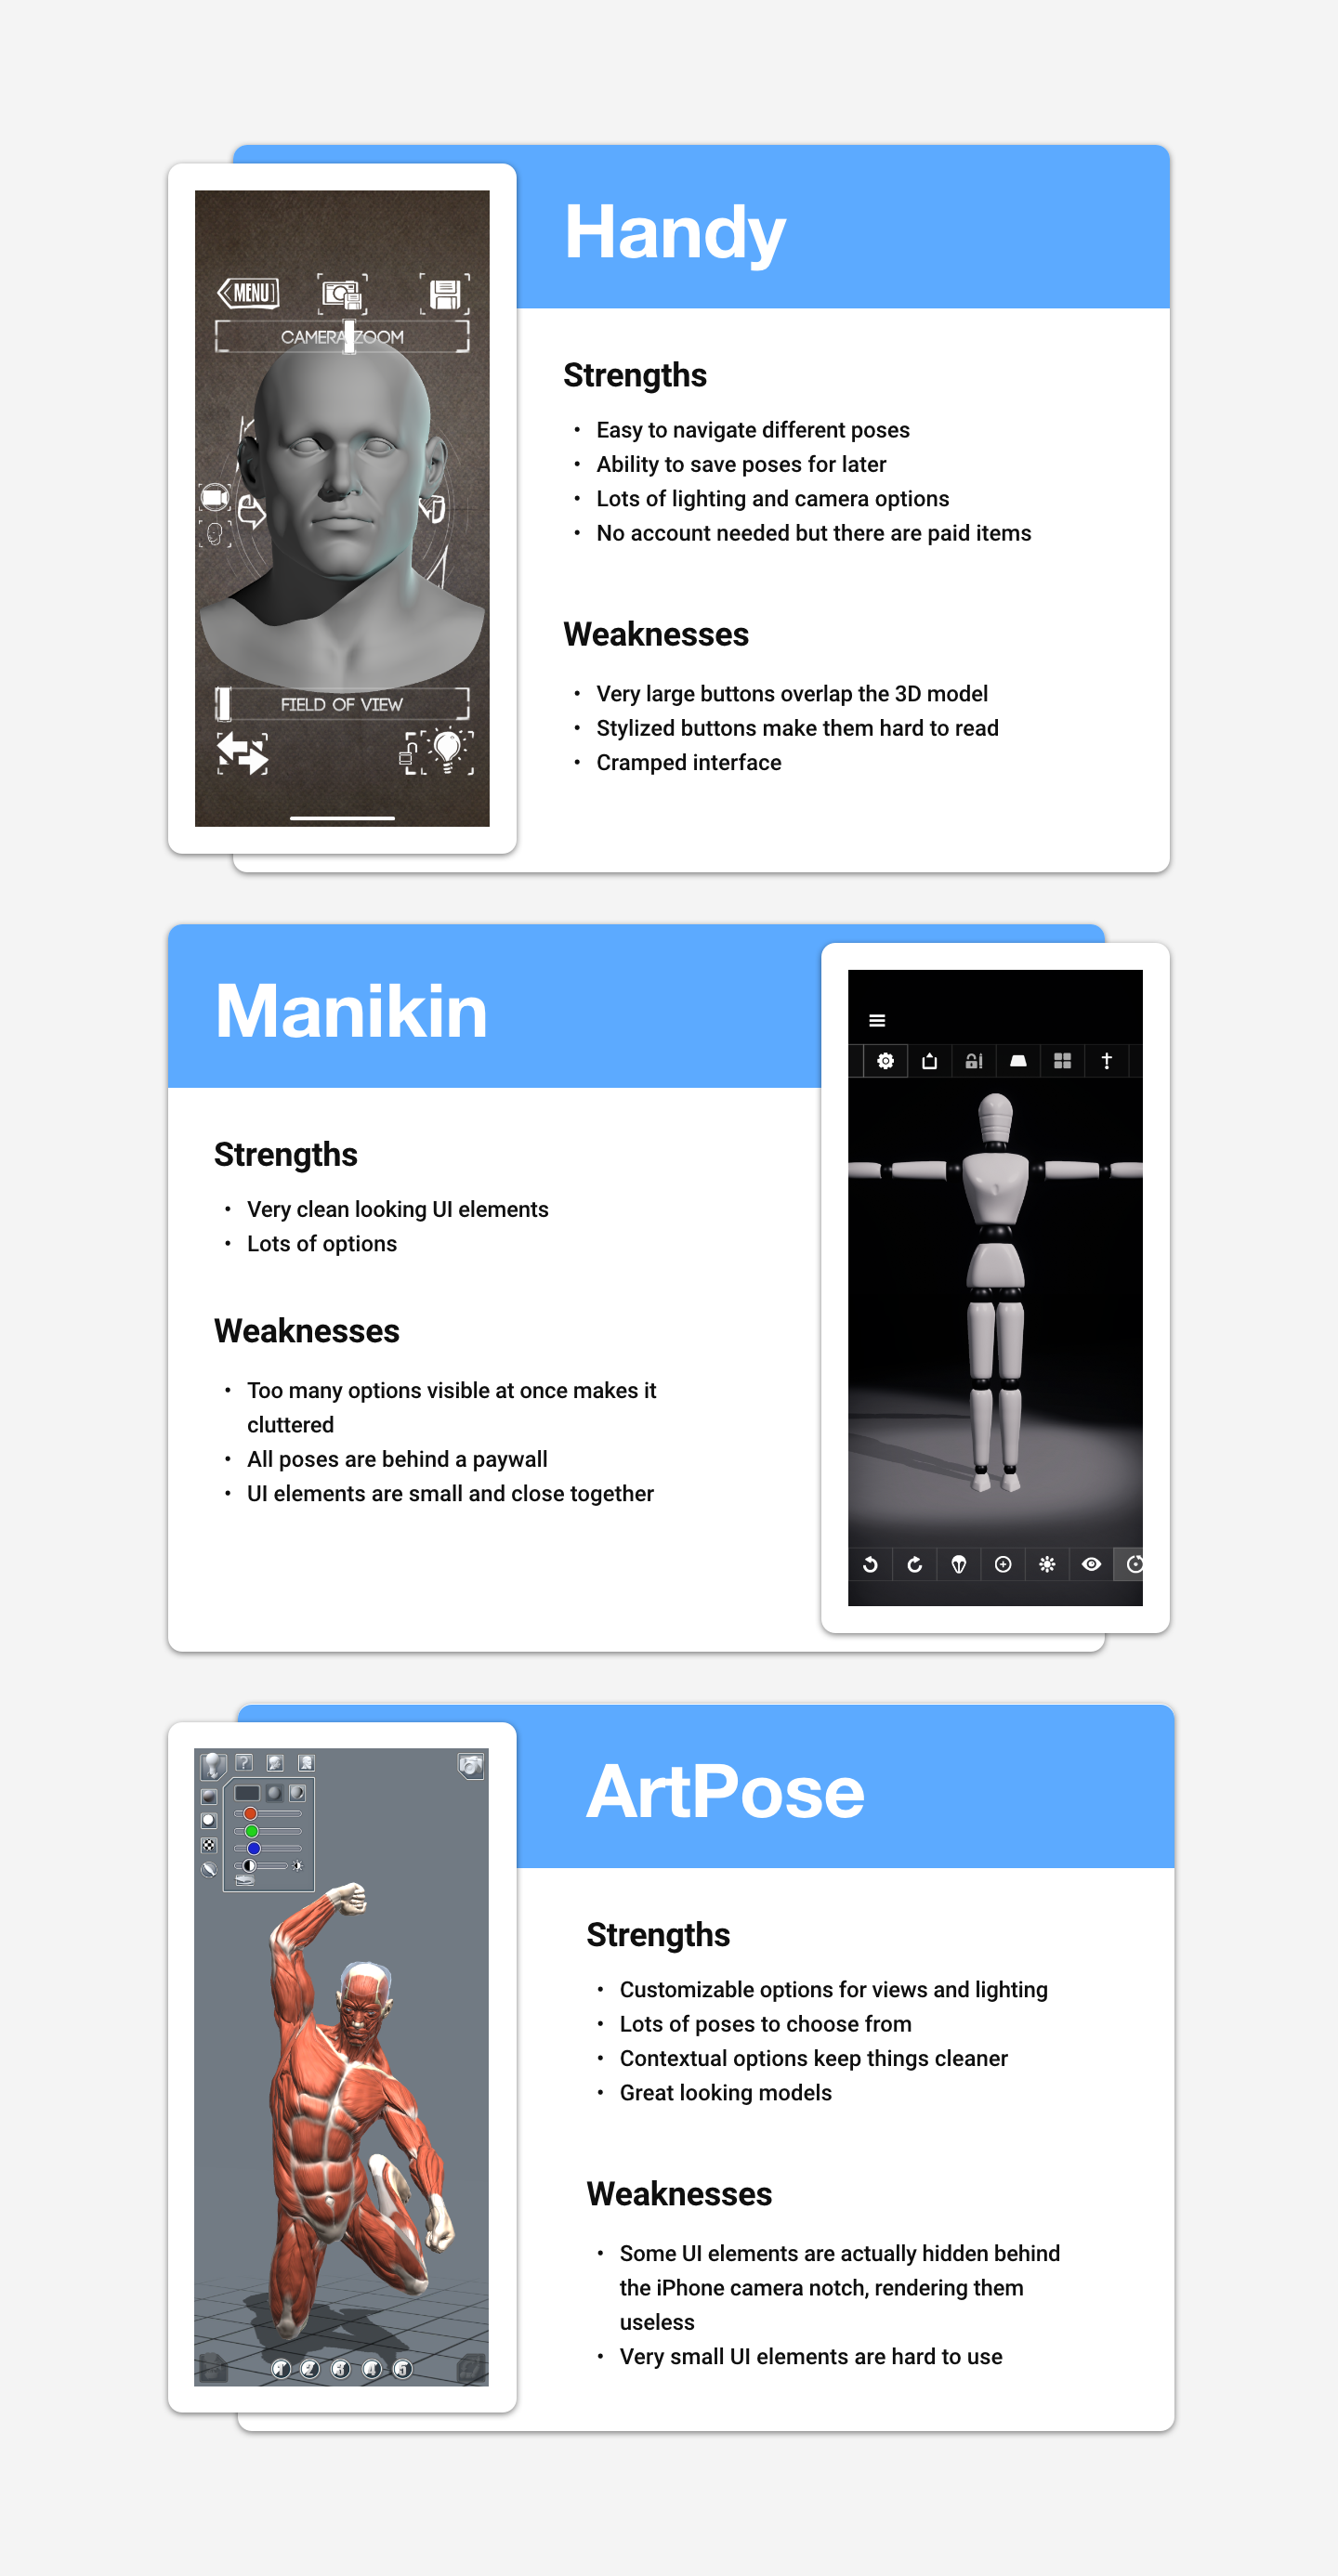 Handy
MENU
CAMERA ZOOM
FIELD OF VIEW
Strengths
• Easy to navigate different poses
• Ability to save poses for later
• Lots of lighting and camera options
• No account needed but there are paid items
Weaknesses
• Very large buttons overlap the 3D model
• Stylized buttons make them hard to read
• Cramped interface
Manikin
Strengths
• Very clean looking UI elements
• Lots of options
Weaknesses
• Too many options visible at once makes it
cluttered
• All poses are behind a paywall
• UI elements are small and close together
ArtPose
?
1 2 3 4 5
Strengths
• Customizable options for views and lighting
• Lots of poses to choose from
• Contextual options keep things cleaner
• Great looking models
Weaknesses
• Some UI elements are actually hidden behind
the iPhone camera notch, rendering them
useless
• Very small UI elements are hard to use